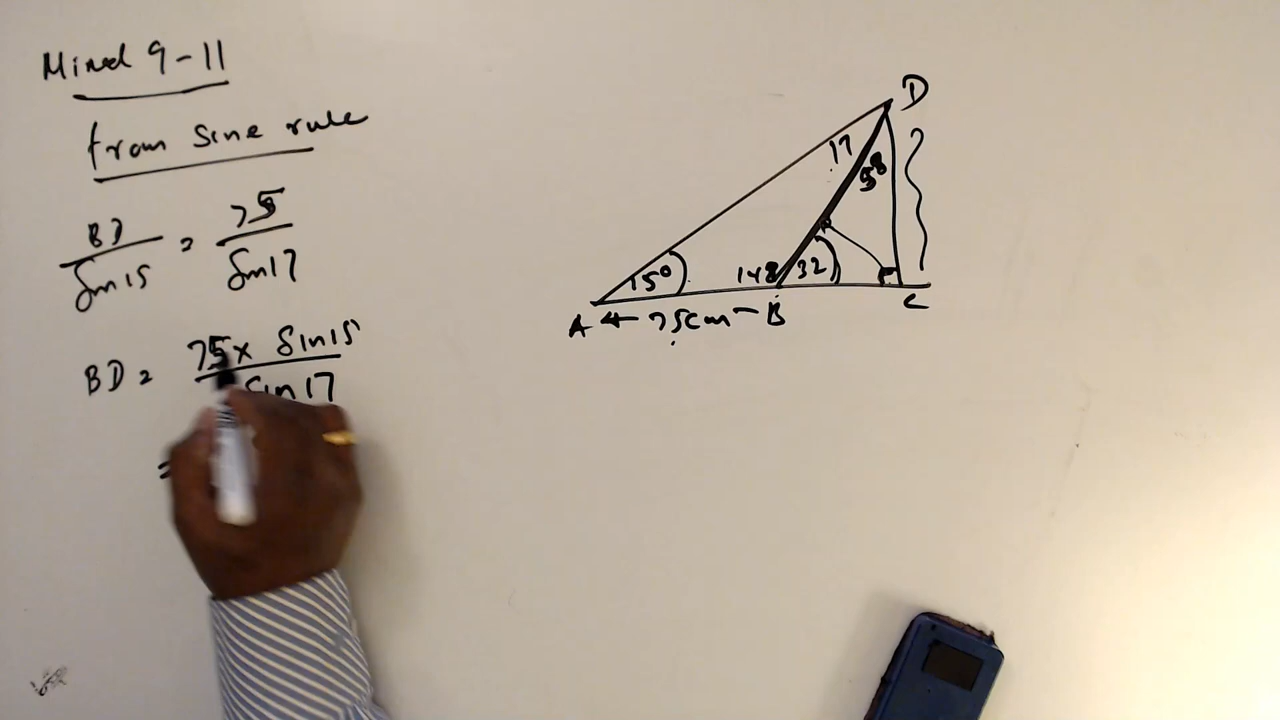 Mixed 9-11
from sine rule
BD/Sin15 = 75/Sin17
BD = 75 x Sin15/Sin17
=
D
17
58
15°
148
32
A
75cm
B
C